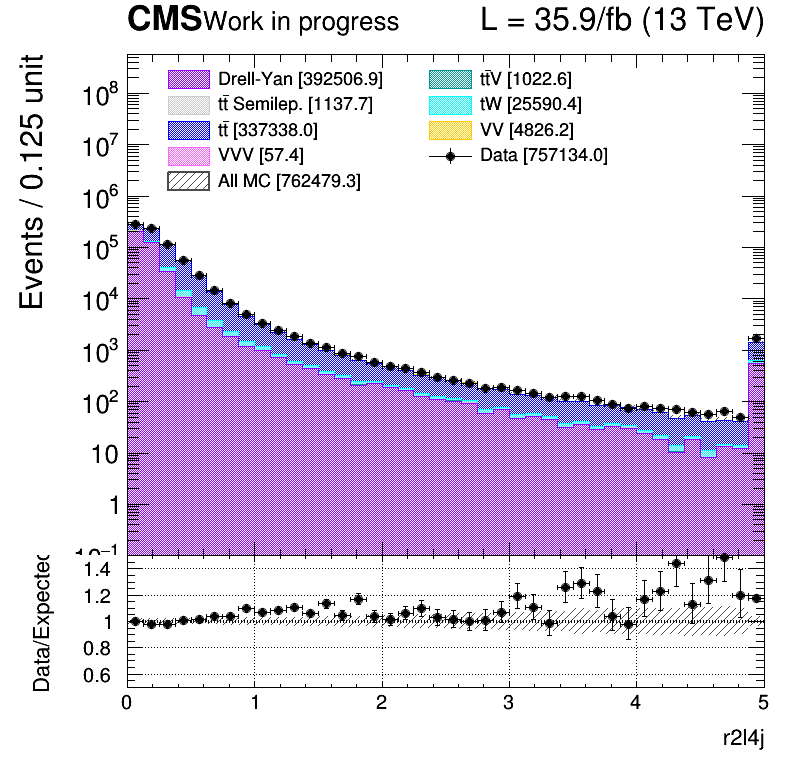 CMS Work in progress L = 35.9/fb (13 TeV)
Drell-Yan [392506.9] tt̄V [1022.6]
tt̄ Semilep. [1137.7] tW [25590.4]
tt̄ [337338.0] VV [4826.2]
VVV [57.4] Data [757134.0]
All MC [762479.3]
Events / 0.125 unit
10⁸
10⁷
10⁶
10⁵
10⁴
10³
10²
10
1
10⁻¹
Data/Expected
1.4
1.2
1
0.8
0.6
0 1 2 3 4 5
r2l4j